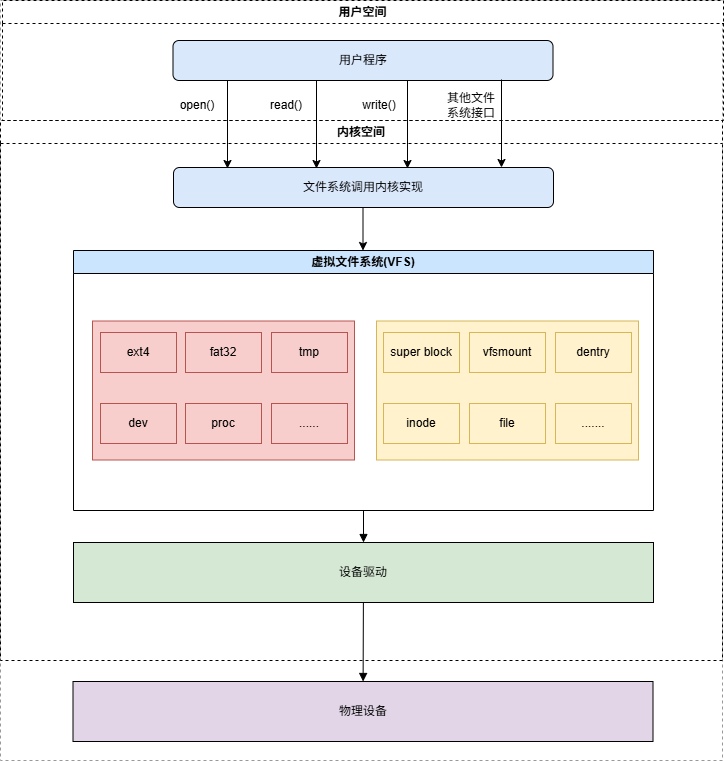 用户空间
用户程序
open()
read()
write()
其他文件
系统接口
内核空间
文件系统调用内核实现
虚拟文件系统(VFS)
ext4
fat32
tmp
super block
vfsmount
dentry
dev
proc
......
inode
file
.......
设备驱动
物理设备